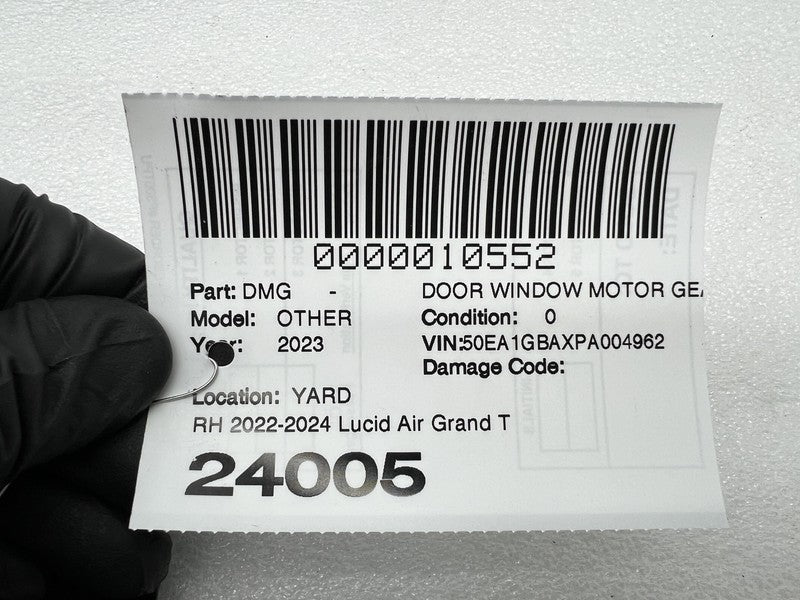 0000010552
Part: DMG - DOOR WINDOW MOTOR GEA
Model: OTHER Condition: 0
Year: 2023 VIN:50EA1GBAXPA004962
Damage Code:
Location: YARD
RH 2022-2024 Lucid Air Grand T
24005